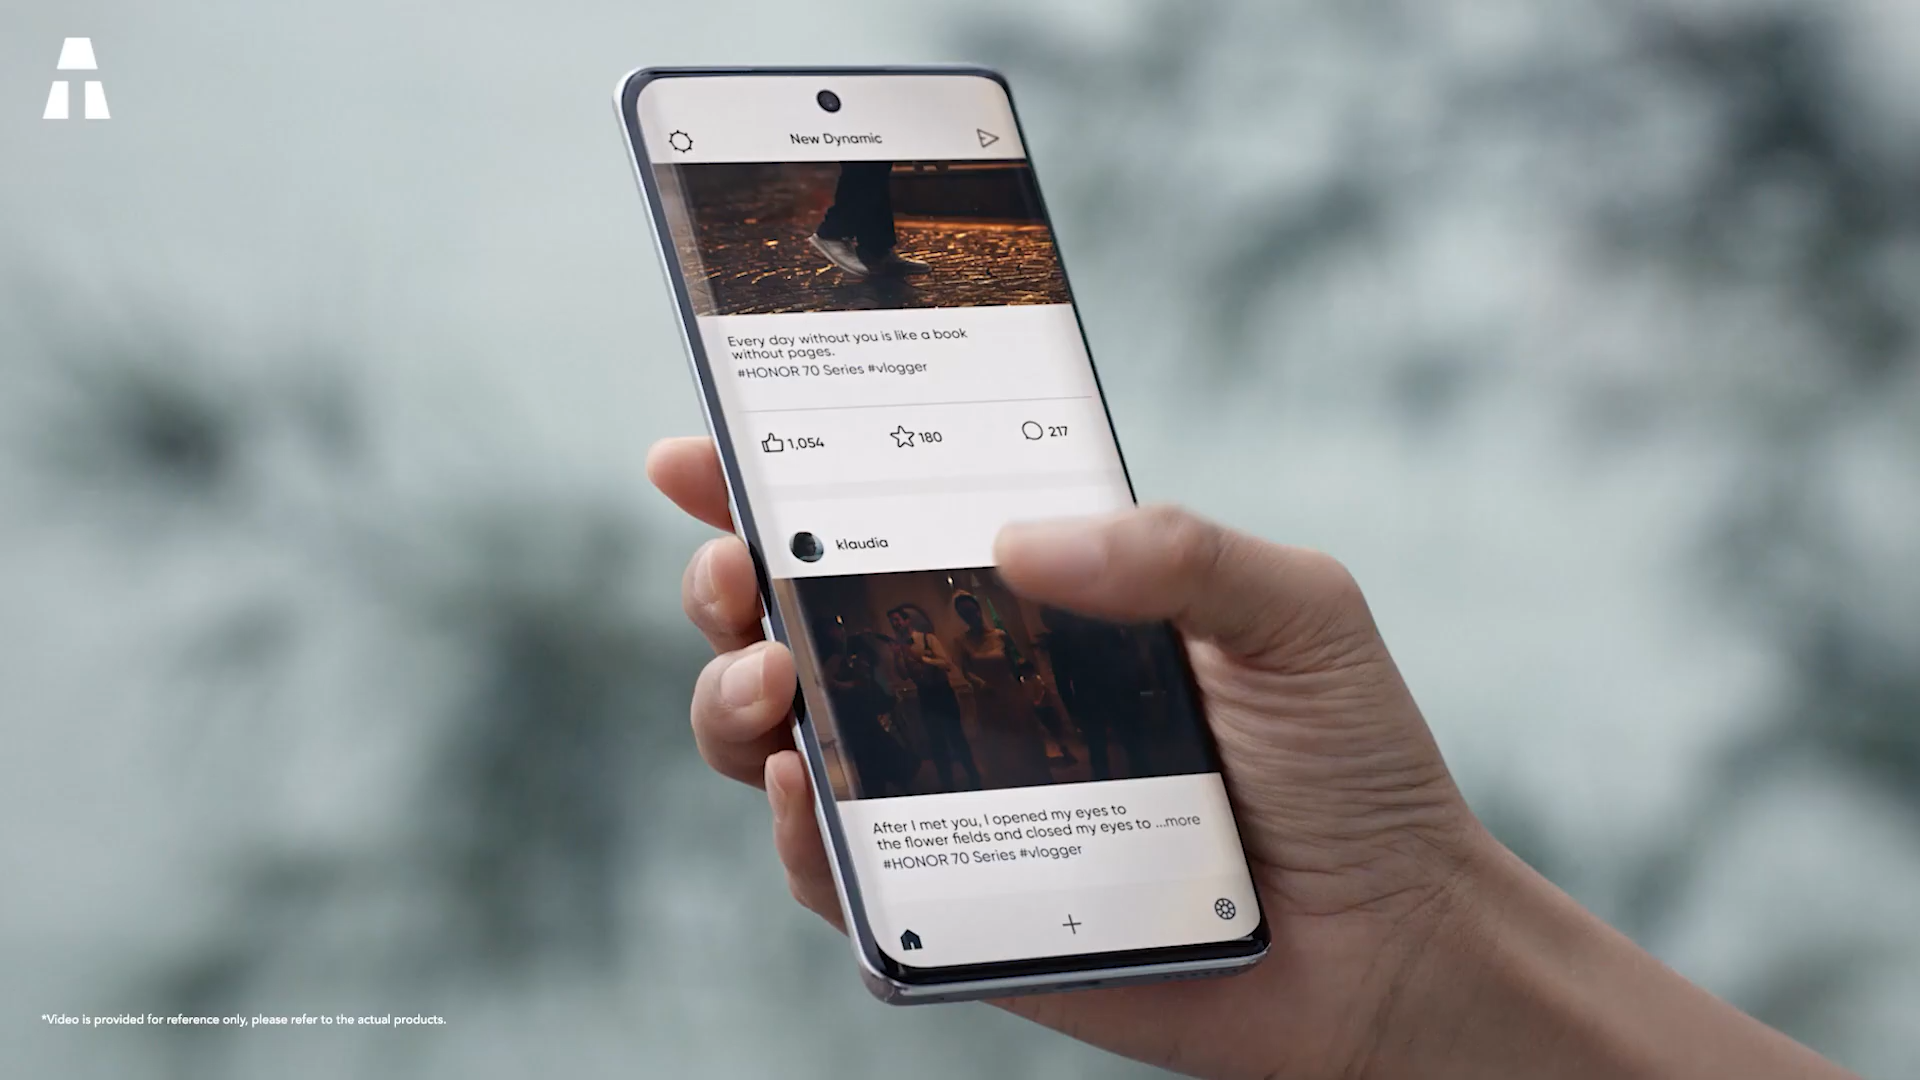 New Dynamic
Every day without you is like a book
without pages.
#HONOR 70 Series #vlogger
1,054
180
217
klaudia
After I met you, I opened my eyes to
the flower fields and closed my eyes to ...more
#HONOR 70 Series #vlogger
*Video is provided for reference only, please refer to the actual products.